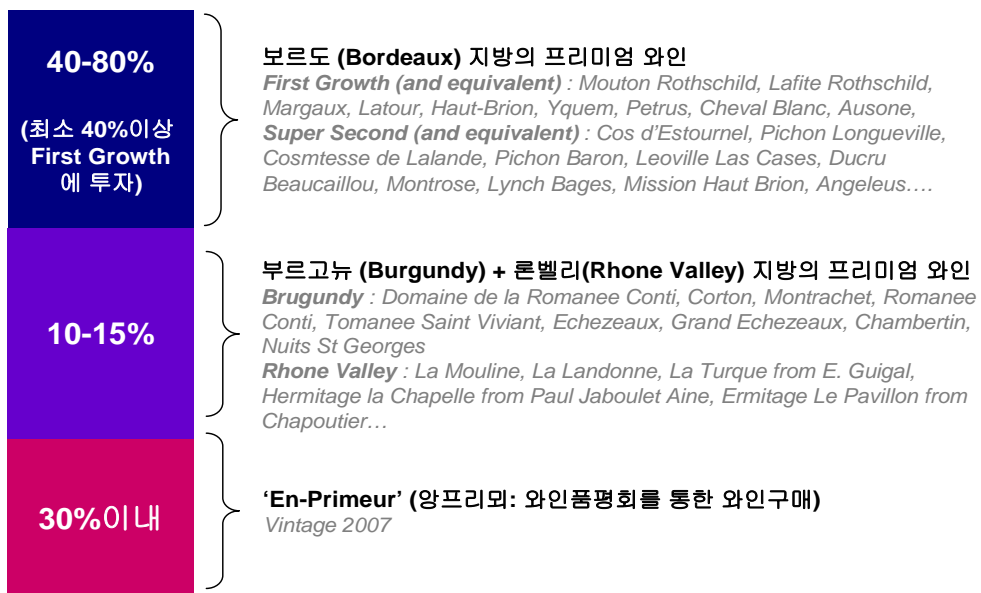 40-80%
(최소 40%이상
First Growth
에 투자)
보르도 (Bordeaux) 지방의 프리미엄 와인
First Growth (and equivalent) : Mouton Rothschild, Lafite Rothschild,
Margaux, Latour, Haut-Brion, Yquem, Petrus, Cheval Blanc, Ausone,
Super Second (and equivalent) : Cos d’Estournel, Pichon Longueville,
Cosmtesse de Lalande, Pichon Baron, Leoville Las Cases, Ducru
Beaucaillou, Montrose, Lynch Bages, Mission Haut Brion, Angeleus….
10-15%
부르고뉴 (Burgundy) + 론벨리(Rhone Valley) 지방의 프리미엄 와인
Brugundy : Domaine de la Romanee Conti, Corton, Montrachet, Romanee
Conti, Tomanee Saint Viviant, Echezeaux, Grand Echezeaux, Chambertin,
Nuits St Georges
Rhone Valley : La Mouline, La Landonne, La Turque from E. Guigal,
Hermitage la Chapelle from Paul Jaboulet Aine, Ermitage Le Pavillon from
Chapoutier…
30%이내
‘En-Primeur’ (앙프리뫼: 와인품평회를 통한 와인구매)
Vintage 2007